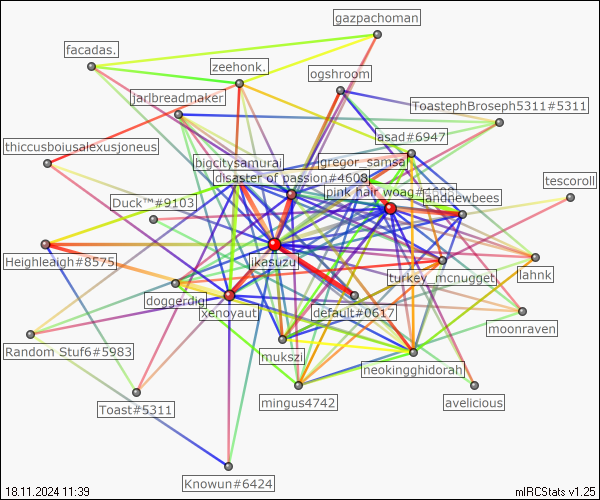 gazpachoman
facadas.
zeehonk.
ogshroom
jarlbreadmaker
ToastephBroseph5311#5311
asad#6947
thiccusboiusalexusjoneus
bigcitysamurai
gregor_samsa
disaster of passion#4608
pink hair woag#4608
tescoroll
Duck™#9103
andnewbees
Heighleaigh#8575
ikasuzu
turkey_mcnugget
lahnk
doggerdig
xenoyaut
default#0617
moonraven
Random Stuf6#5983
mukszi
neokingghidorah
Toast#5311
mingus4742
avelicious
Knowun#6424
18.11.2024 11:39
mIRCStats v1.25